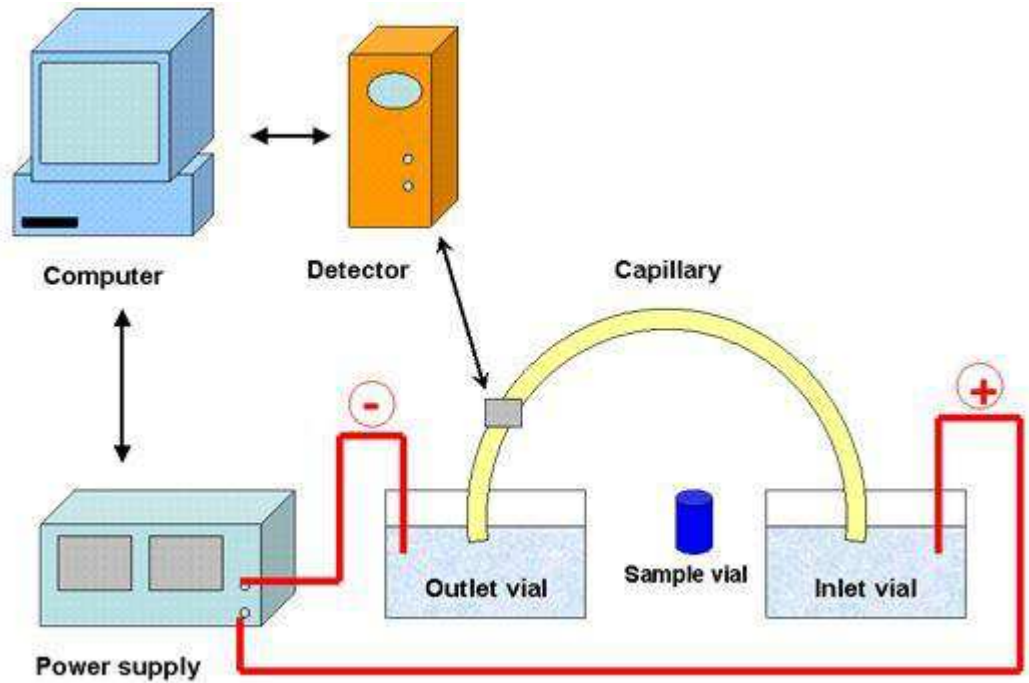 Computer
Detector
Capillary
-
+
Outlet vial
Sample vial
Inlet vial
Power supply